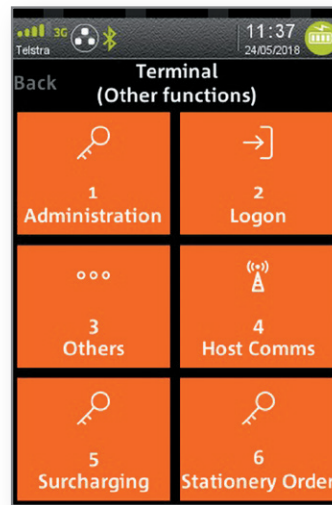 3G
11:37
Telstra
24/05/2018
Back
Terminal
(Other functions)
1
Administration
2
Logon
3
Others
4
Host Comms
5
Surcharging
6
Stationery Order